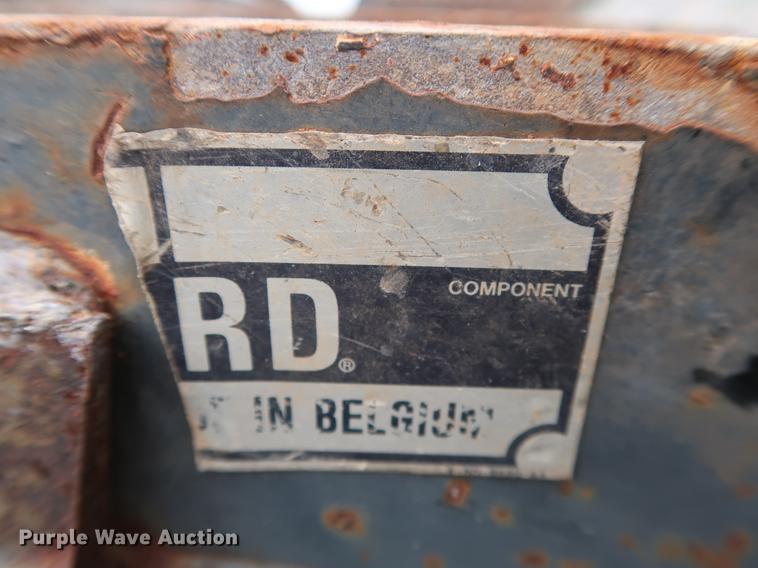 COMPONENT
RD®
IN BELGIUM
Purple Wave Auction